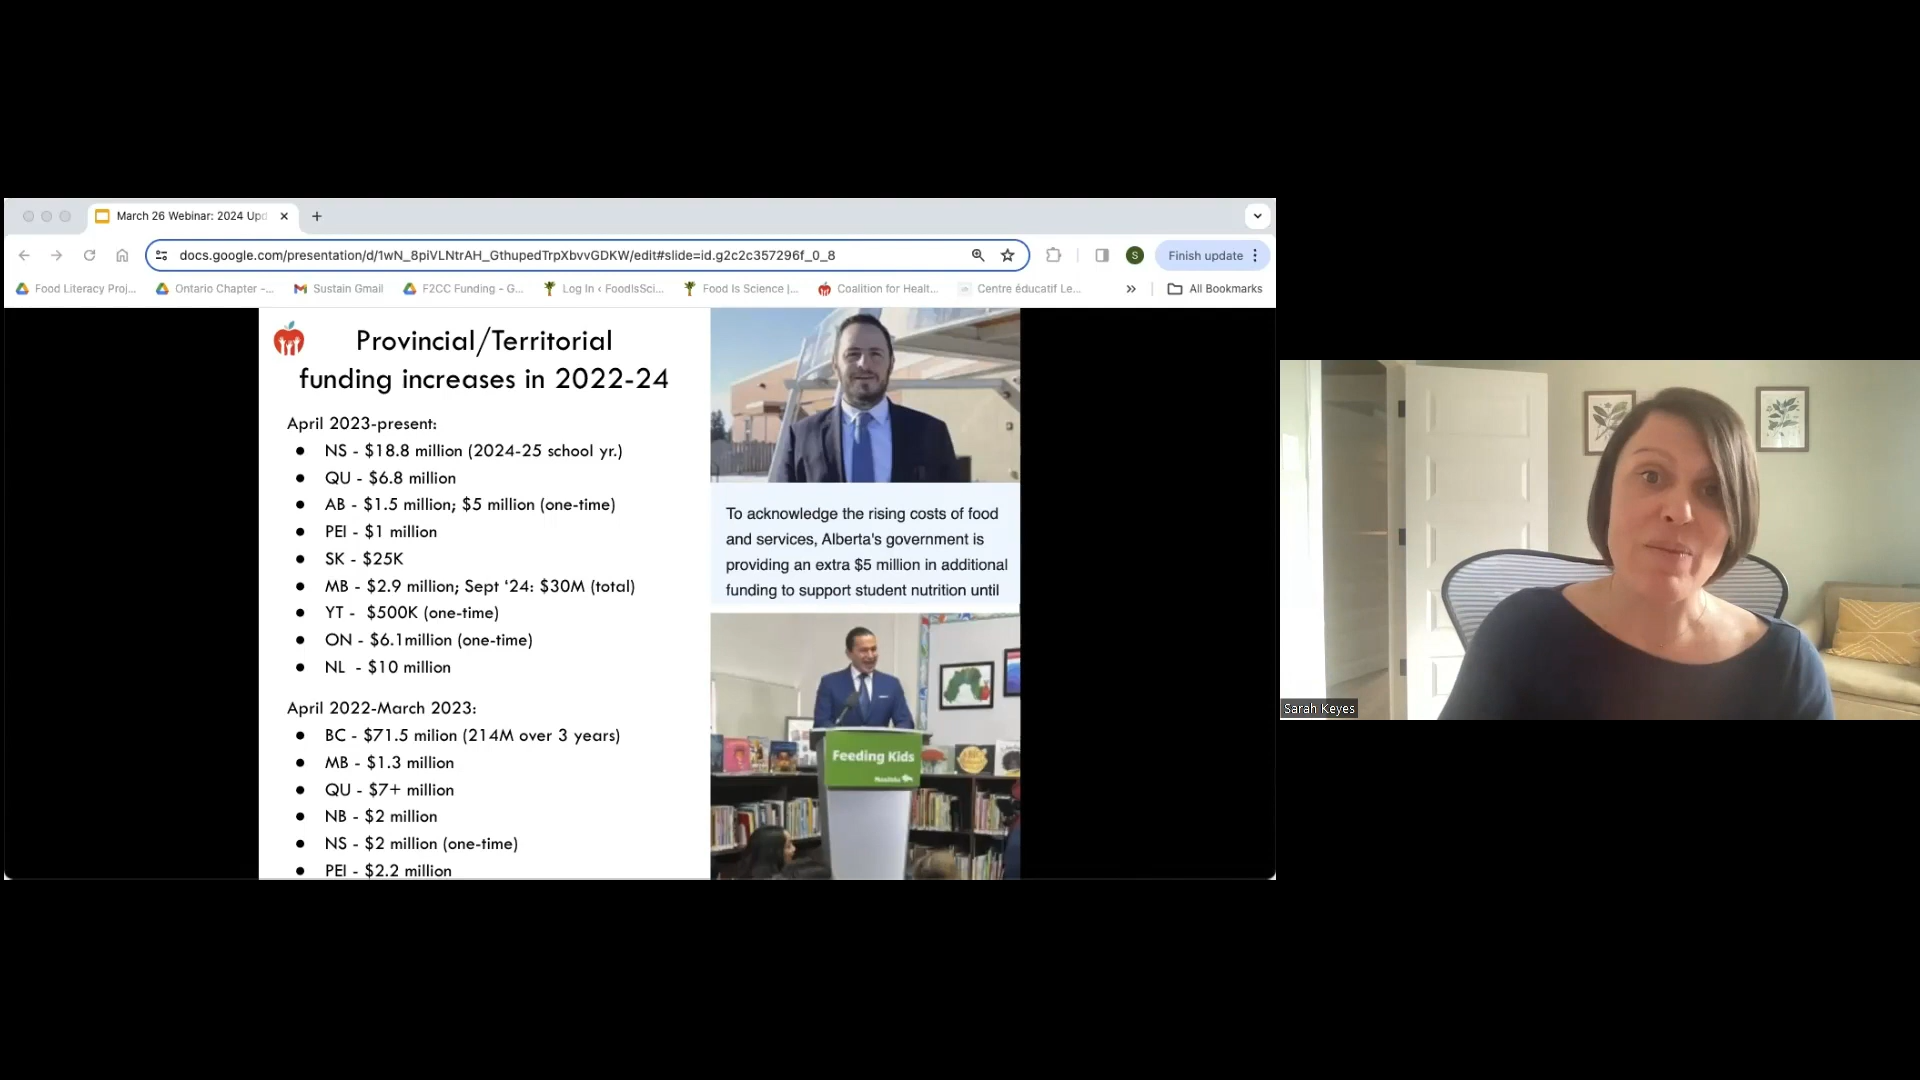 March 26 Webinar: 2024 Upd
docs.google.com/presentation/d/1wN_8piVLNtrAH_GthupedTrpXbvvGDKW/edit#slide=id.g2c2c357296f_0_8
S
Finish update
Food Literacy Proj...
Ontario Chapter -...
Sustain Gmail
F2CC Funding - G...
Log In ‹ FoodIsSci...
Food Is Science |...
Coalition for Healt...
Centre éducatif Le...
All Bookmarks
Provincial/Territorial
funding increases in 2022-24
April 2023-present:
● NS - $18.8 million (2024-25 school yr.)
● QU - $6.8 million
● AB - $1.5 million; $5 million (one-time)
● PEI - $1 million
● SK - $25K
● MB - $2.9 million; Sept ‘24: $30M (total)
● YT - $500K (one-time)
● ON - $6.1million (one-time)
● NL - $10 million
April 2022-March 2023:
● BC - $71.5 milion (214M over 3 years)
● MB - $1.3 million
● QU - $7+ million
● NB - $2 million
● NS - $2 million (one-time)
● PEI - $2.2 million
To acknowledge the rising costs of food
and services, Alberta's government is
providing an extra $5 million in additional
funding to support student nutrition until
Feeding Kids
Manitoba
Sarah Keyes